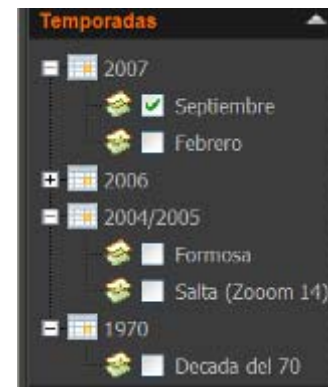 Temporadas
2007
Septiembre
Febrero
2006
2004/2005
Formosa
Salta (Zooom 14)
1970
Decada del 70